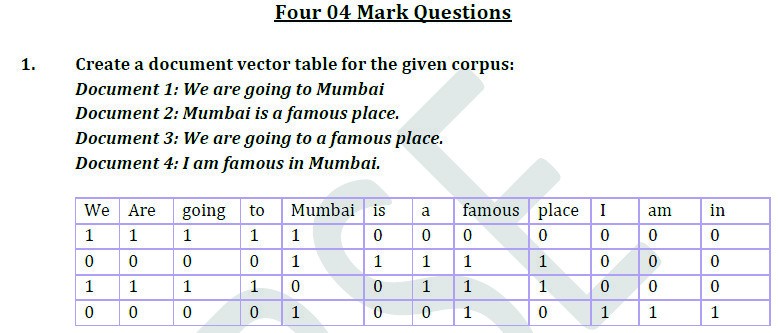 Four 04 Mark Questions
1. Create a document vector table for the given corpus:
Document 1: We are going to Mumbai
Document 2: Mumbai is a famous place.
Document 3: We are going to a famous place.
Document 4: I am famous in Mumbai.
We Are going to Mumbai is a famous place I am in
1 1 1 1 1 0 0 0 0 0 0 0
0 0 0 0 1 1 1 1 1 0 0 0
1 1 1 1 0 0 1 1 1 0 0 0
0 0 0 0 1 0 0 1 0 1 1 1